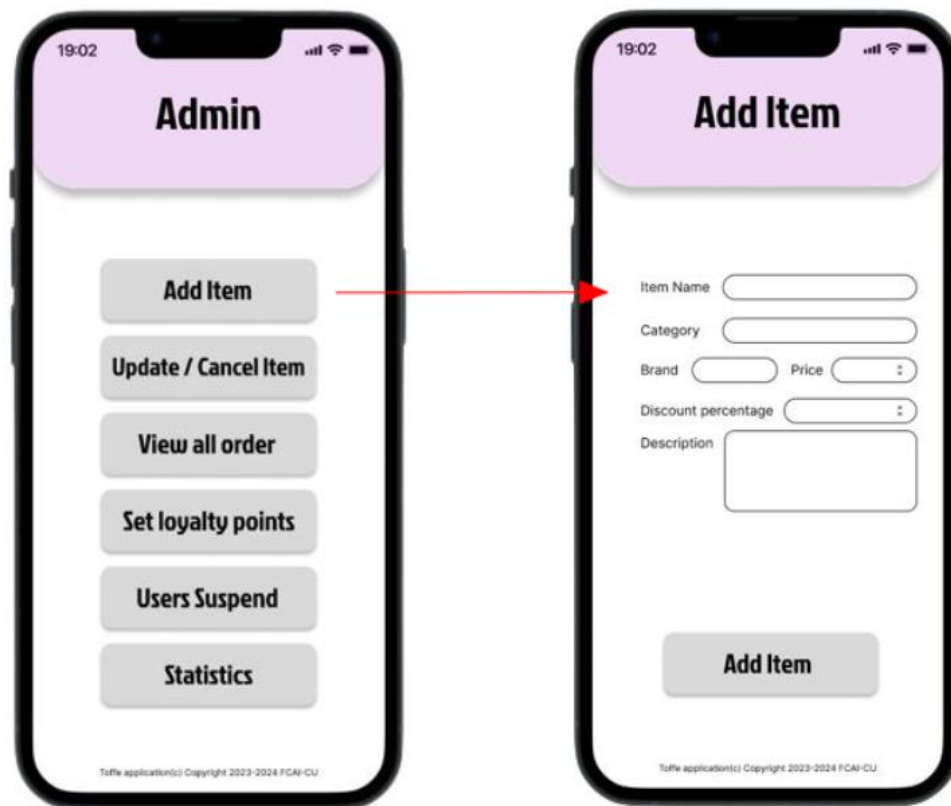 19:02
Admin
Add Item
Update / Cancel Item
View all order
Set loyalty points
Users Suspend
Statistics
Toffe application(c) Copyright 2023-2024 FCAI-CU
19:02
Add Item
Item Name
Category
Brand Price
Discount percentage
Description
Add Item
Toffe application(c) Copyright 2023-2024 FCAI-CU